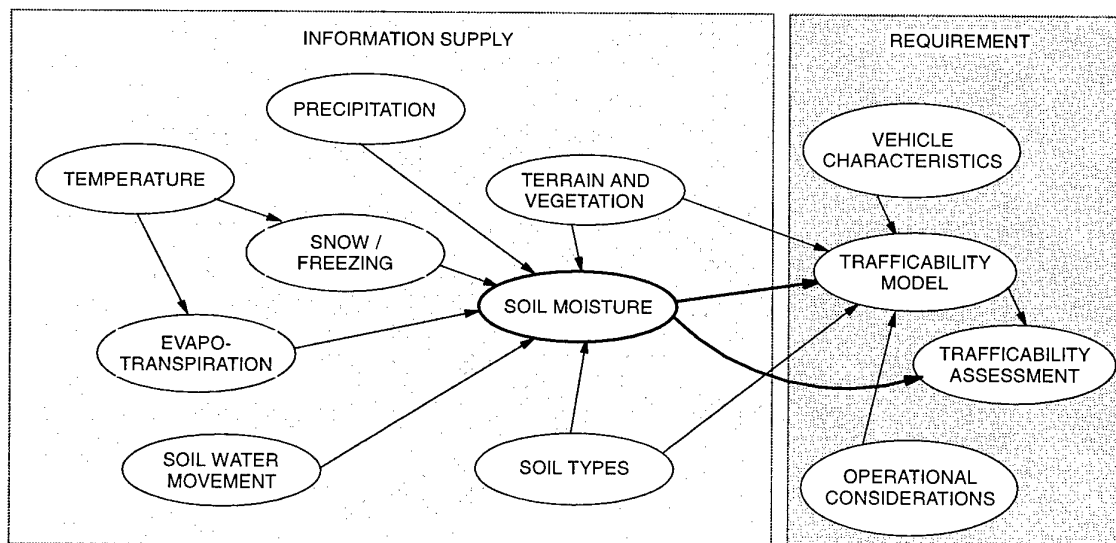 INFORMATION SUPPLY
PRECIPITATION
TEMPERATURE
TERRAIN AND
VEGETATION
SNOW /
FREEZING
SOIL MOISTURE
EVAPO-
TRANSPIRATION
SOIL WATER
MOVEMENT
SOIL TYPES
REQUIREMENT
VEHICLE
CHARACTERISTICS
TRAFFICABILITY
MODEL
TRAFFICABILITY
ASSESSMENT
OPERATIONAL
CONSIDERATIONS